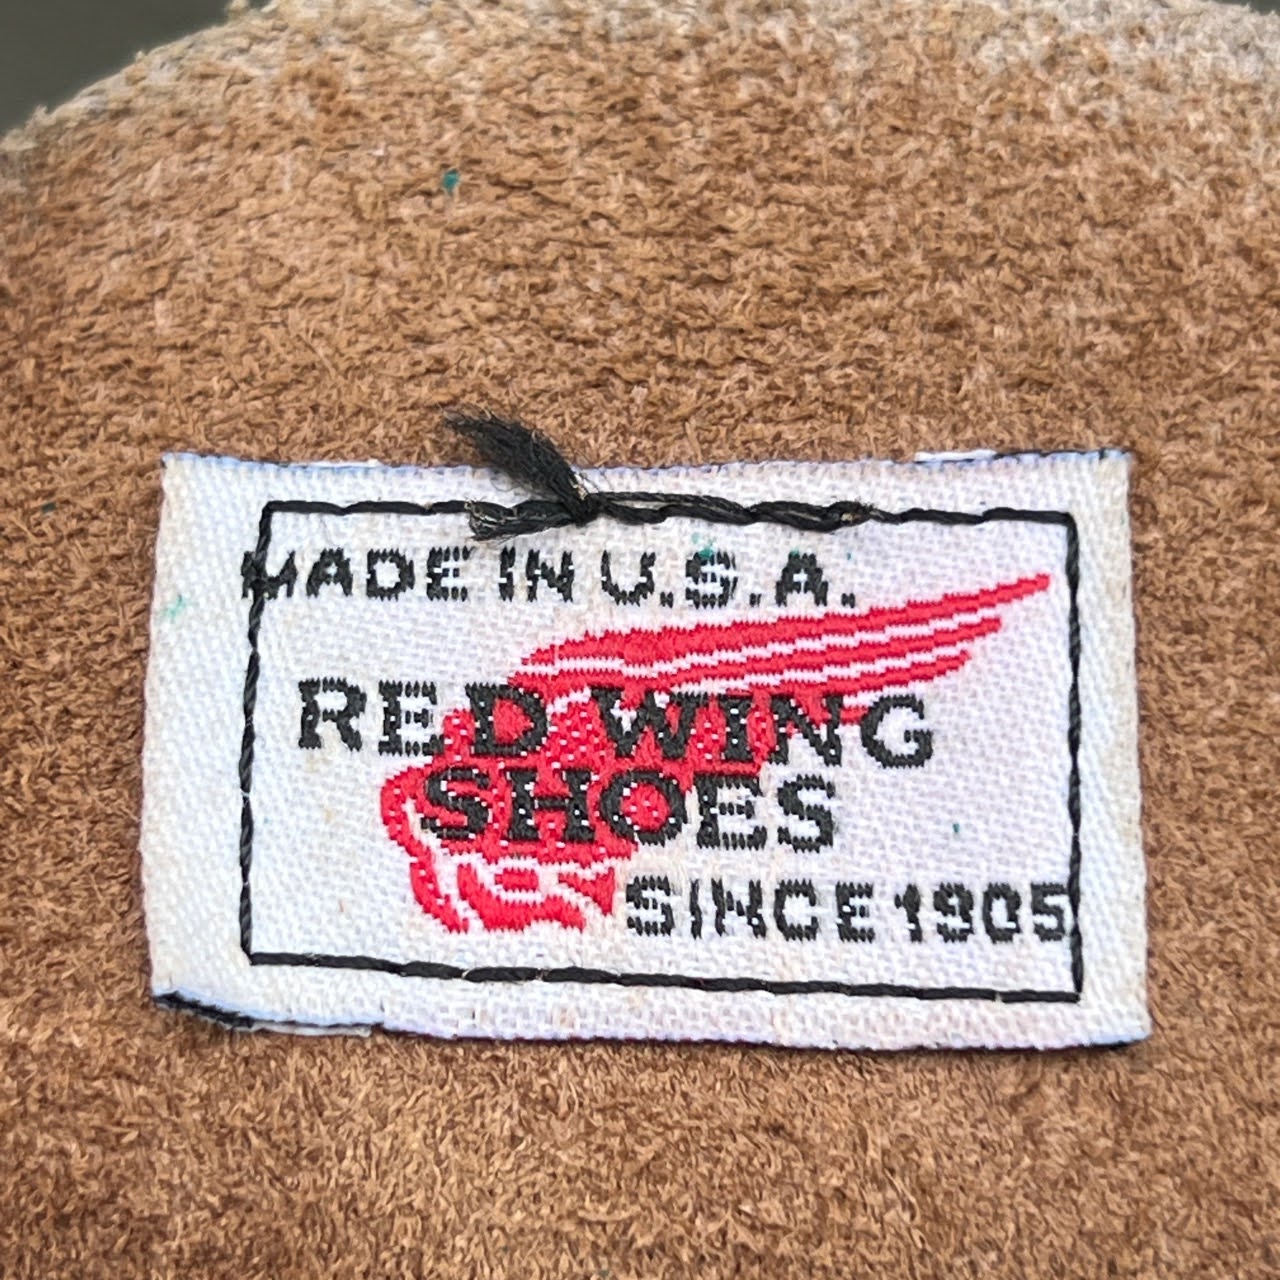 MADE IN U.S.A.
RED WING
SHOES
SINCE 1905